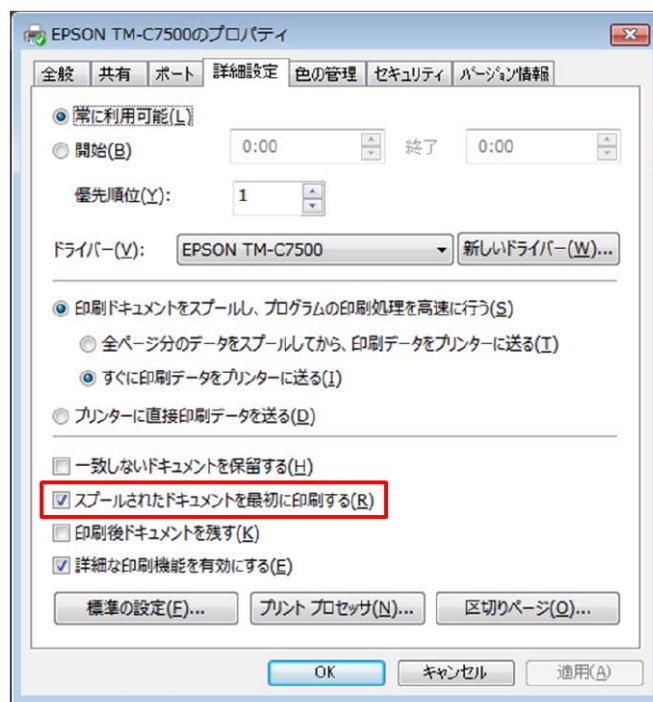 EPSON TM-C7500のプロパティ
全般 共有 ポート 詳細設定 色の管理 セキュリティ バージョン情報
常に利用可能(L)
開始(B) 0:00 終了 0:00
優先順位(Y): 1
ドライバー(V): EPSON TM-C7500 新しいドライバー(W)...
印刷ドキュメントをスプールし、プログラムの印刷処理を高速に行う(S)
全ページ分のデータをスプールしてから、印刷データをプリンターに送る(T)
すぐに印刷データをプリンターに送る(I)
プリンターに直接印刷データを送る(D)
一致しないドキュメントを保留する(H)
スプールされたドキュメントを最初に印刷する(R)
印刷後ドキュメントを残す(K)
詳細な印刷機能を有効にする(E)
標準の設定(F)... プリント プロセッサ(N)... 区切りページ(O)...
OK キャンセル 適用(A)